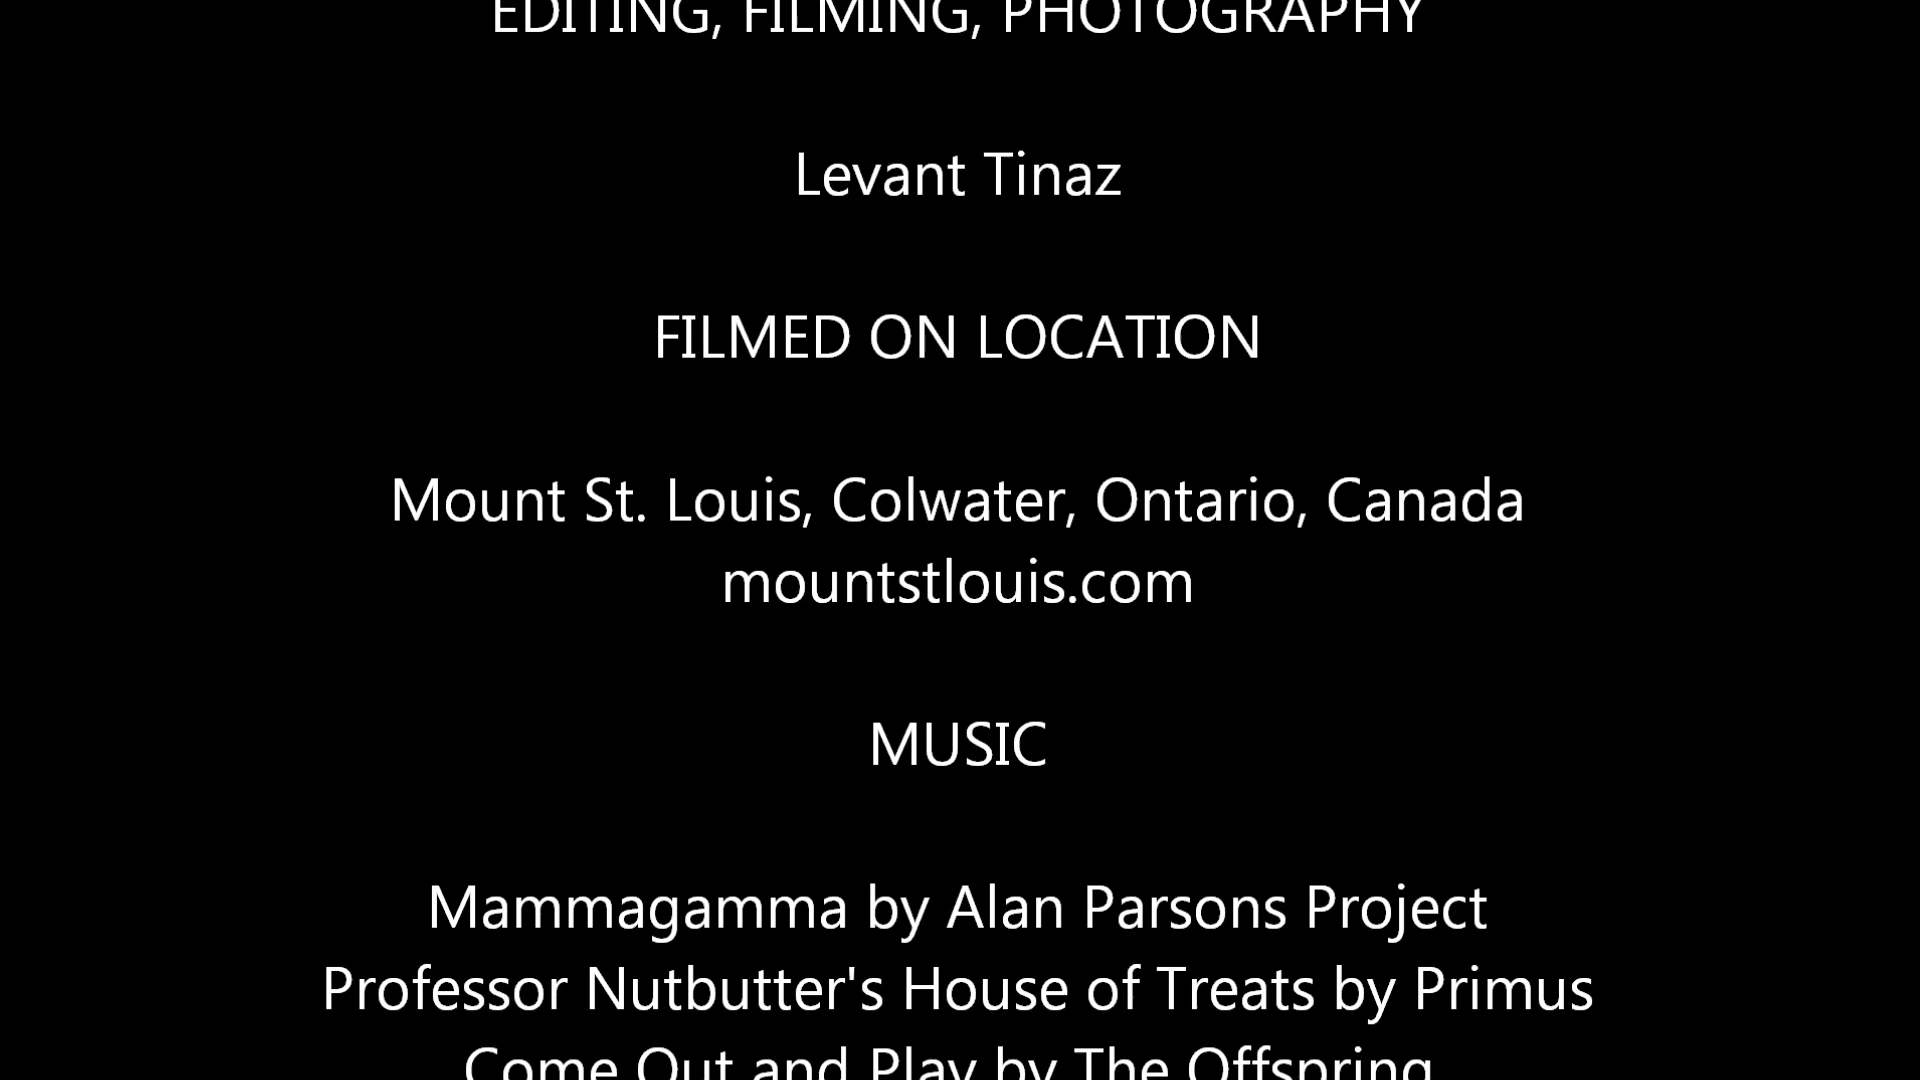 EDITING, FILMING, PHOTOGRAPHY
Levant Tinaz
FILMED ON LOCATION
Mount St. Louis, Colwater, Ontario, Canada
mountstlouis.com
MUSIC
Mammagamma by Alan Parsons Project
Professor Nutbutter's House of Treats by Primus
Come Out and Play by The Offspring